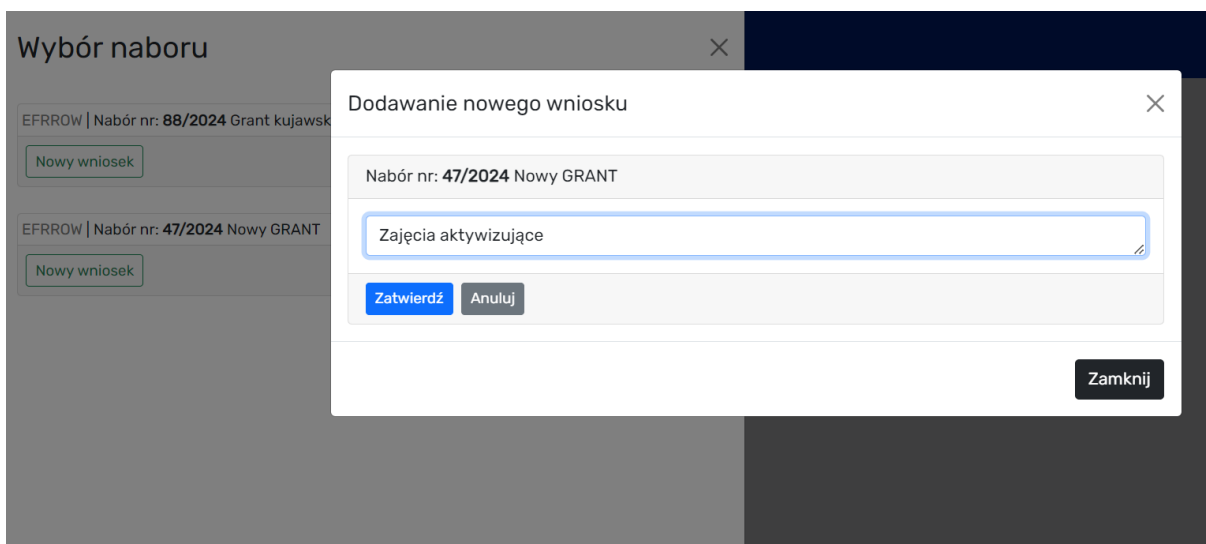 Wybór naboru
EFRROW | Nabór nr: 88/2024 Grant kujawsk
Nowy wniosek
EFRROW | Nabór nr: 47/2024 Nowy GRANT
Nowy wniosek
Dodawanie nowego wniosku
Nabór nr: 47/2024 Nowy GRANT
Zajęcia aktywizujące
Zatwierdź Anuluj
Zamknij